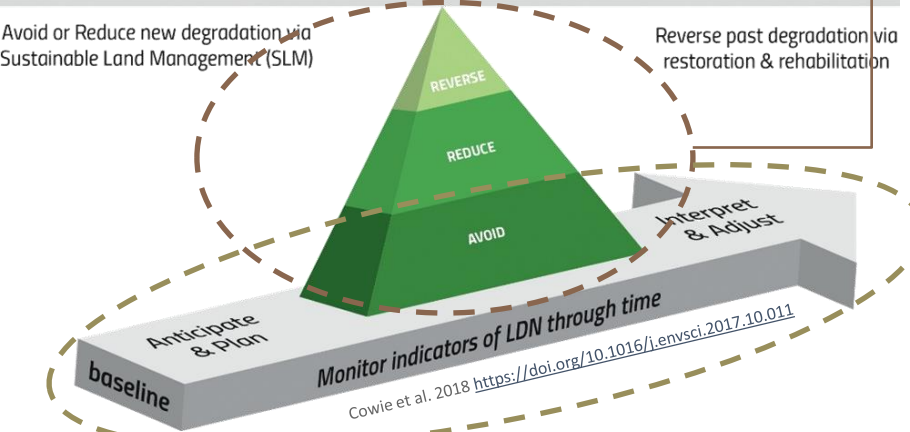 Avoid or Reduce new degradation via
Sustainable Land Management (SLM)
Reverse past degradation via
restoration & rehabilitation
REVERSE
REDUCE
AVOID
Interpret
& Adjust
Anticipate
& Plan
baseline
Monitor indicators of LDN through time
Cowie et al. 2018 https://doi.org/10.1016/j.envsci.2017.10.011